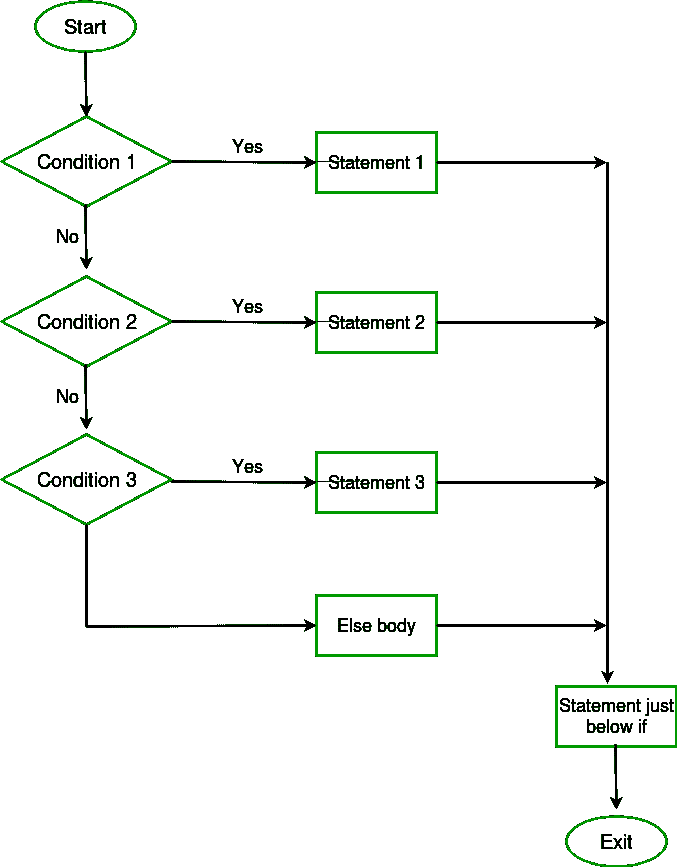 Start
Condition 1
Yes
Statement 1
No
Condition 2
Yes
Statement 2
No
Condition 3
Yes
Statement 3
Else body
Statement just
below if
Exit